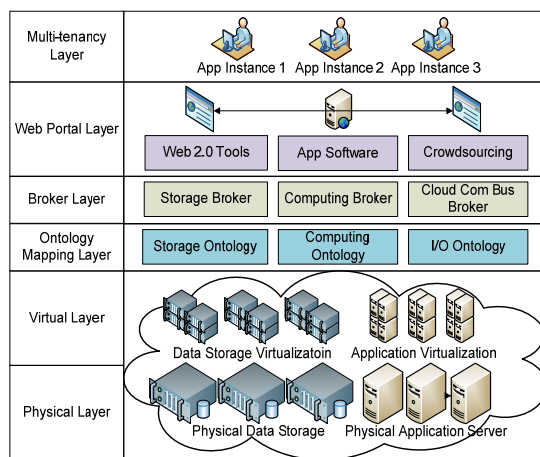 Multi-tenancy
Layer
App Instance 1
App Instance 2
App Instance 3
Web Portal Layer
Web 2.0 Tools
App Software
Crowdsourcing
Broker Layer
Storage Broker
Computing Broker
Cloud Com Bus
Broker
Ontology
Mapping Layer
Storage Ontology
Computing
Ontology
I/O Ontology
Virtual Layer
Data Storage Virtualizatoin
Application Virtualization
Physical Layer
Physical Data Storage
Physical Application Server